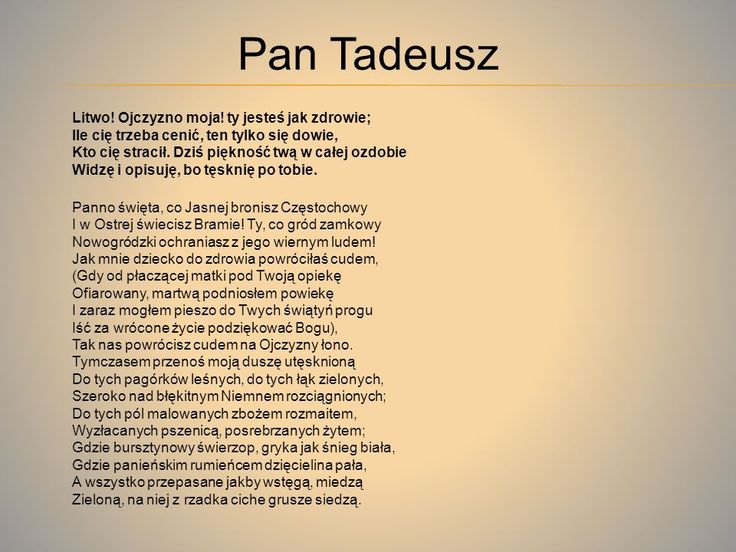 Pan Tadeusz
Litwo! Ojczyzno moja! ty jesteś jak zdrowie;
Ile cię trzeba cenić, ten tylko się dowie,
Kto cię stracił. Dziś piękność twą w całej ozdobie
Widzę i opisuję, bo tęsknię po tobie.
Panno święta, co Jasnej bronisz Częstochowy
I w Ostrej świecisz Bramie! Ty, co gród zamkowy
Nowogródzki ochraniasz z jego wiernym ludem!
Jak mnie dziecko do zdrowia powróciłaś cudem,
(Gdy od płaczącej matki pod Twoją opiekę
Ofiarowany, martwą podniosłem powiekę
I zaraz mogłem pieszo do Twych świątyń progu
Iść za wrócone życie podziękować Bogu),
Tak nas powrócisz cudem na Ojczyzny łono.
Tymczasem przenoś moją duszę utęsknioną
Do tych pagórków leśnych, do tych łąk zielonych,
Szeroko nad błękitnym Niemnem rozciągnionych;
Do tych pól malowanych zbożem rozmaitem,
Wyzłacanych pszenicą, posrebrzanych żytem;
Gdzie bursztynowy świerzop, gryka jak śnieg biała,
Gdzie panieńskim rumieńcem dzięcielina pała,
A wszystko przepasane jakby wstęgą, miedzą
Zieloną, na niej z rzadka ciche grusze siedzą.